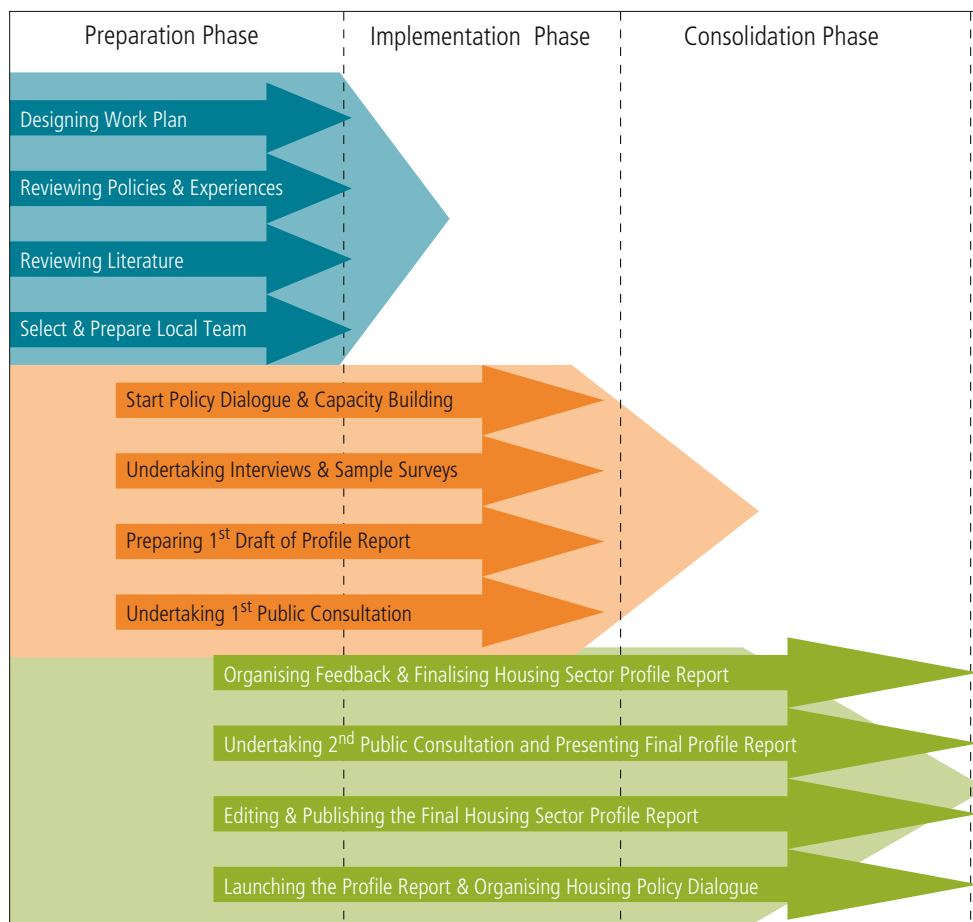 Preparation Phase
Implementation Phase
Consolidation Phase
Designing Work Plan
Reviewing Policies & Experiences
Reviewing Literature
Select & Prepare Local Team
Start Policy Dialogue & Capacity Building
Undertaking Interviews & Sample Surveys
Preparing 1st Draft of Profile Report
Undertaking 1st Public Consultation
Organising Feedback & Finalising Housing Sector Profile Report
Undertaking 2nd Public Consultation and Presenting Final Profile Report
Editing & Publishing the Final Housing Sector Profile Report
Launching the Profile Report & Organising Housing Policy Dialogue